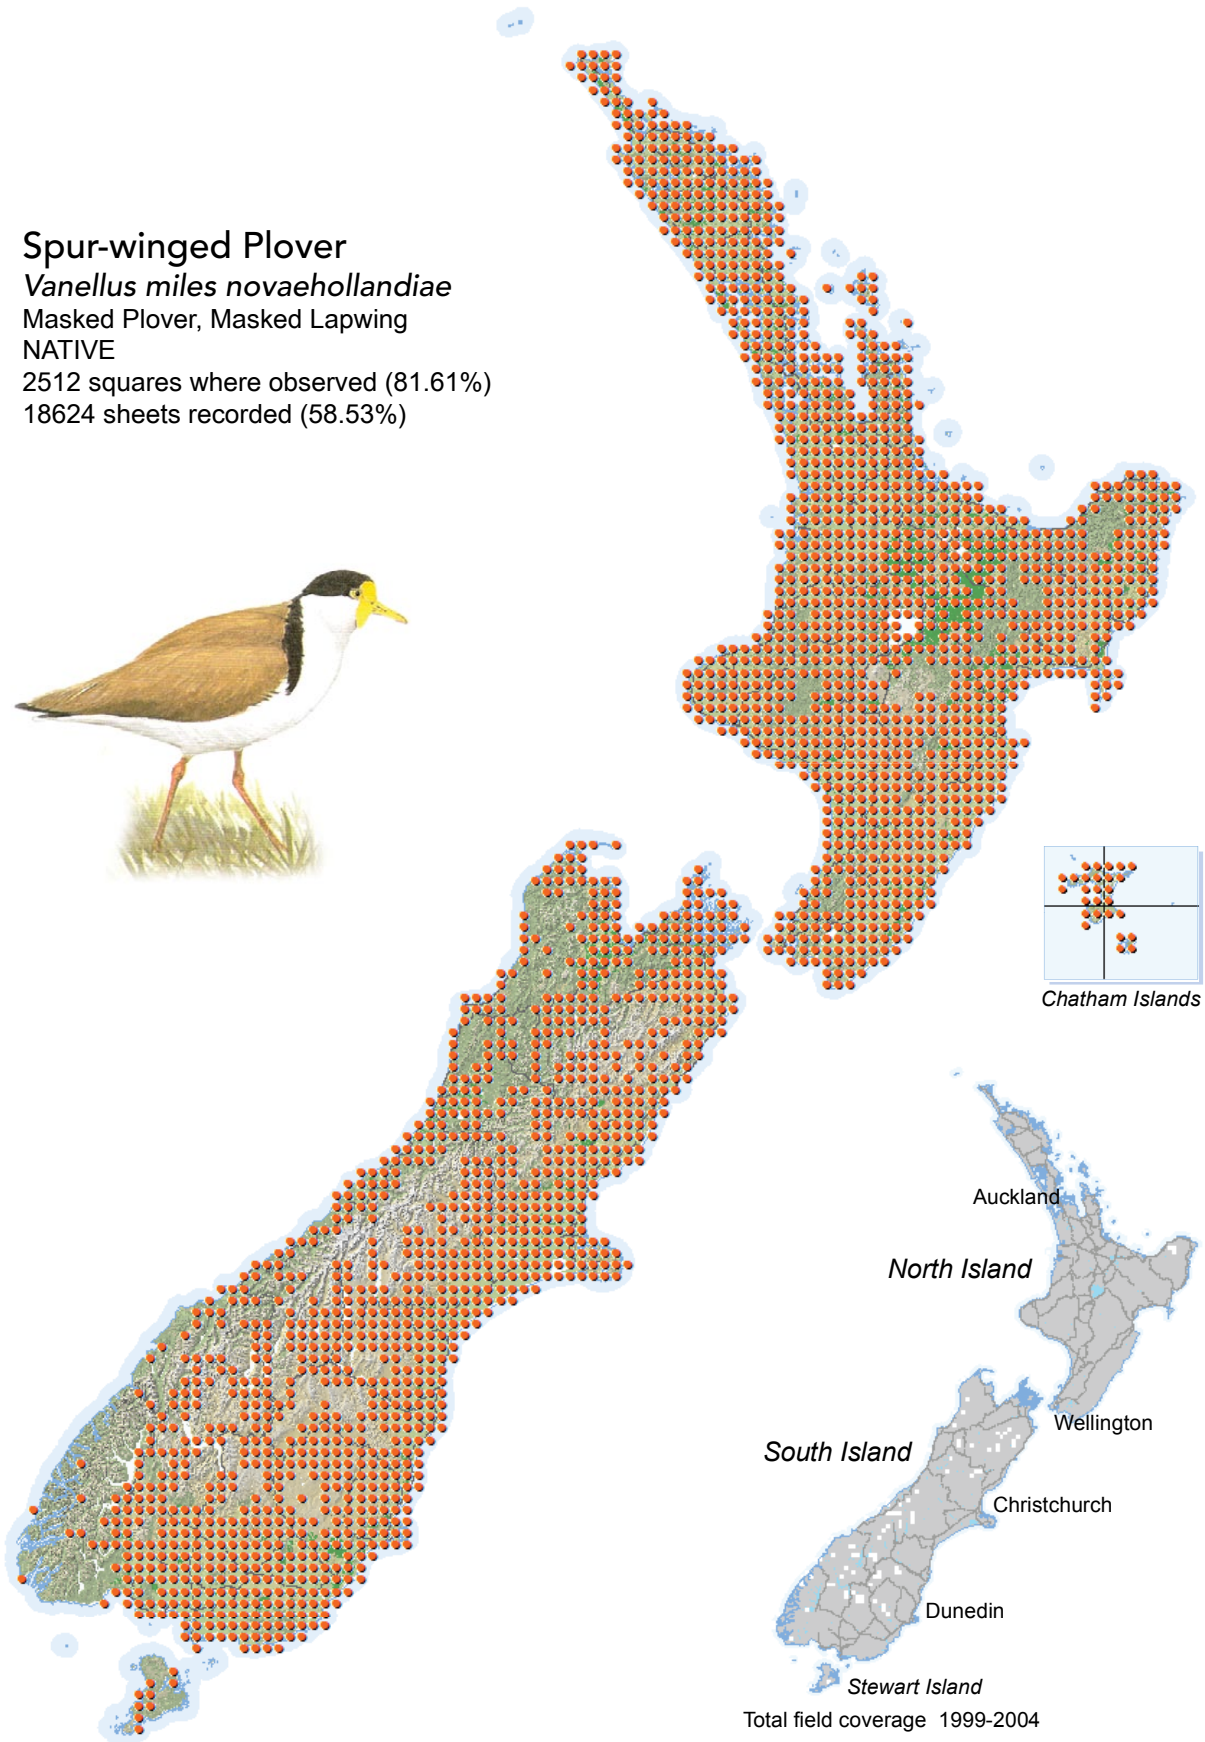 Spur-winged Plover
Vanellus miles novaehollandiae
Masked Plover, Masked Lapwing
NATIVE
2512 squares where observed (81.61%)
18624 sheets recorded (58.53%)
Chatham Islands
Auckland
North Island
Wellington
South Island
Christchurch
Dunedin
Stewart Island
Total field coverage 1999-2004